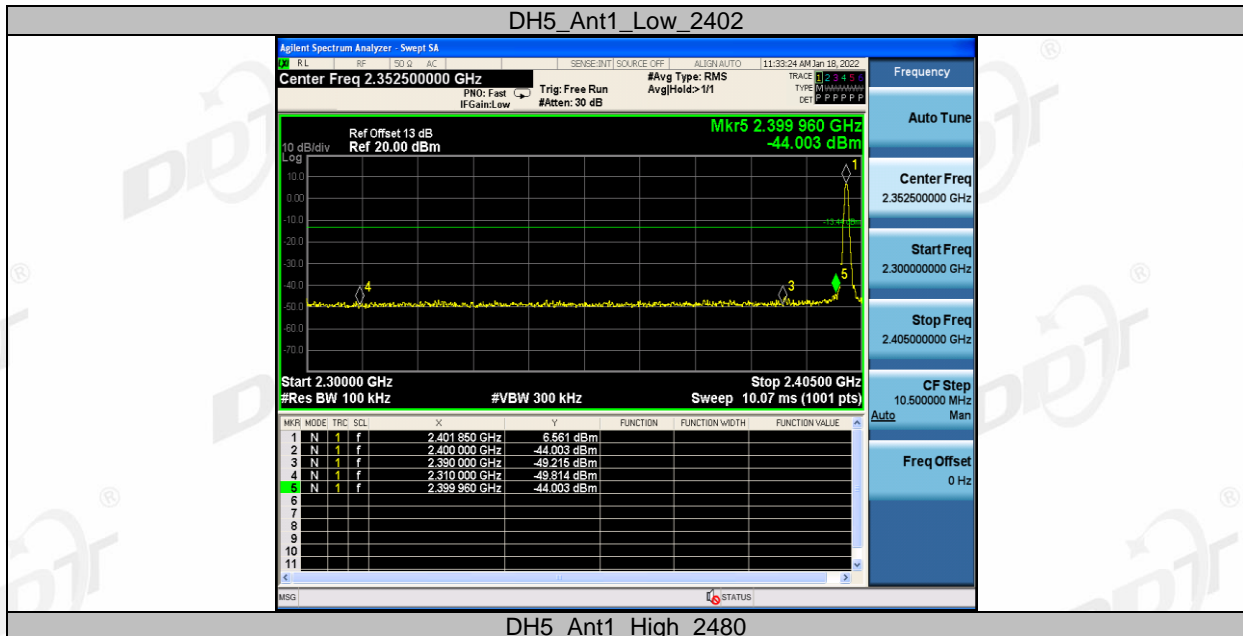 DH5_Ant1_Low_2402
Agilent Spectrum Analyzer - Swept SA
RL RF 50 Ω AC SENSE:INT SOURCE OFF ALIGN AUTO 11:33:24 AM Jan 18, 2022
Center Freq 2.352500000 GHz #Avg Type: RMS TRACE 1 2 3 4 5 6
PNO: Fast Trig: Free Run Avg|Hold:> 1/1 TYPE M WWWWW
IFGain:Low #Atten: 30 dB DET P P P P P P
Frequency
Auto Tune
Center Freq
2.352500000 GHz
Start Freq
2.300000000 GHz
Stop Freq
2.405000000 GHz
CF Step
10.500000 MHz
Auto Man
Freq Offset
0 Hz
Mkr5 2.399 960 GHz
-44.003 dBm
Ref Offset 13 dB
10 dB/div Ref 20.00 dBm
Log
10.0
0.00
-10.0
-20.0
-30.0
-40.0
-50.0
-60.0
-70.0
1
-13.44 dBm
5
4
3
Start 2.30000 GHz Stop 2.40500 GHz
#Res BW 100 kHz #VBW 300 kHz Sweep 10.07 ms (1001 pts)
MKR MODE TRC SCL X Y FUNCTION FUNCTION WIDTH FUNCTION VALUE
1 N 1 f 2.401 850 GHz 6.561 dBm
2 N 1 f 2.400 000 GHz -44.003 dBm
3 N 1 f 2.390 000 GHz -49.215 dBm
4 N 1 f 2.310 000 GHz -49.814 dBm
5 N 1 f 2.399 960 GHz -44.003 dBm
6
7
8
9
10
11
MSG STATUS
DH5_Ant1_High_2480
DDT
®